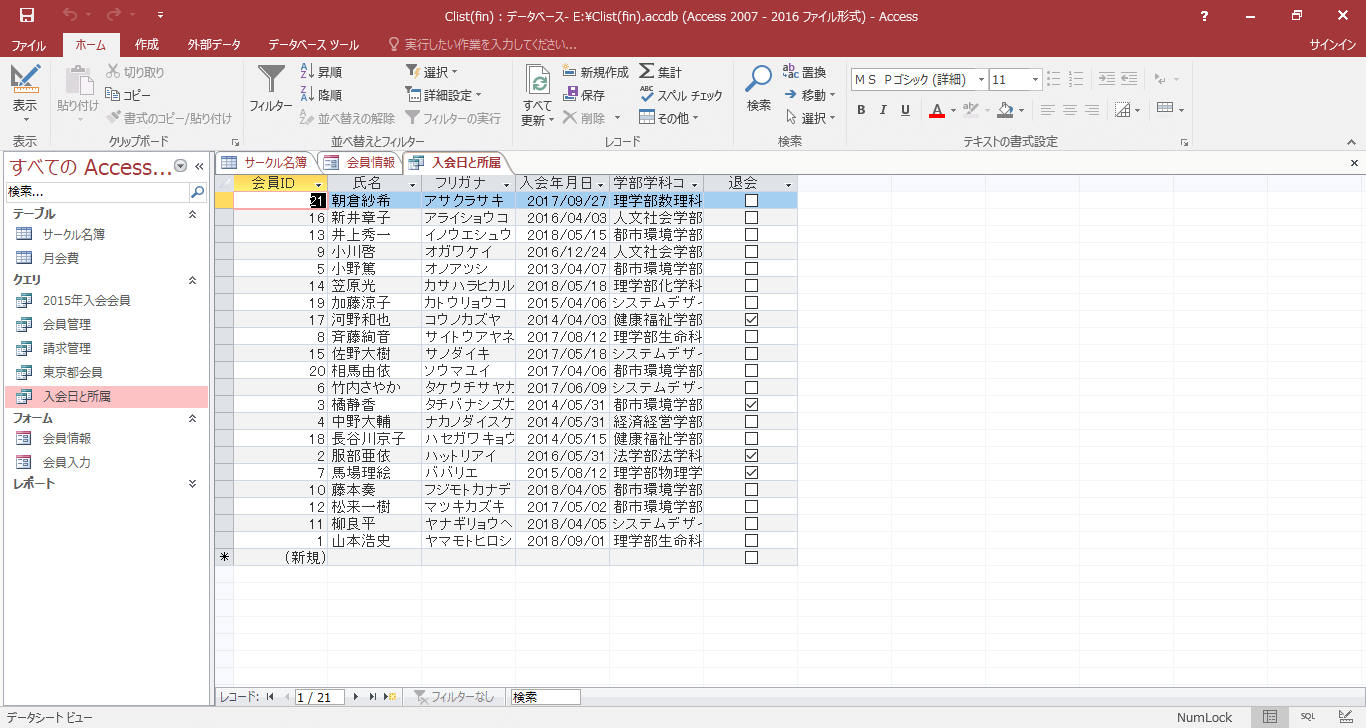 Clist(fin) : データベース- E:¥Clist(fin).accdb (Access 2007 - 2016 ファイル形式) - Access
ファイル ホーム 作成 外部データ データベース ツール 実行したい作業を入力してください... サインイン
表示 貼り付け 切り取り コピー 書式のコピー/貼り付け フィルター 昇順 降順 並べ替えの解除 選択 詳細設定 フィルターの実行 すべて更新 新規作成 保存 削除 集計 スペル チェック その他 検索 置換 移動 選択 ＭＳ Ｐゴシック (詳細) 11
B I U A
表示 クリップボード 並べ替えとフィルター レコード 検索 テキストの書式設定
すべての Access...
検索...
テーブル
サークル名簿
月会費
クエリ
2015年入会会員
会員管理
請求管理
東京都会員
入会日と所属
フォーム
会員情報
会員入力
レポート
サークル名簿 会員情報 入会日と所属
会員ID 氏名 フリガナ 入会年月日 学部学科コ 退会
21 朝倉紗希 アサクラサキ 2017/09/27 理学部数理科
16 新井章子 アライショウコ 2016/04/03 人文社会学部
13 井上秀一 イノウエシュウ 2018/05/15 都市環境学部
9 小川啓 オガワケイ 2016/12/24 人文社会学部
5 小野篤 オノアツシ 2013/04/07 都市環境学部
14 笠原光 カサハラヒカル 2018/05/18 理学部化学科
19 加藤涼子 カトウリョウコ 2015/04/06 システムデザイ
17 河野和也 コウノカズヤ 2014/04/03 健康福祉学部
8 斉藤絢音 サイトウアヤネ 2017/08/12 理学部生命科
15 佐野大樹 サノダイキ 2017/05/18 システムデザイ
20 相馬由依 ソウマユイ 2017/04/06 都市環境学部
6 竹内さやか タケウチサヤカ 2017/06/09 システムデザイ
3 橘静香 タチバナシズカ 2014/05/31 都市環境学部
4 中野大輔 ナカノダイスケ 2014/05/31 経済経営学部
18 長谷川京子 ハセガワキョウ 2014/05/15 健康福祉学部
2 服部亜依 ハットリアイ 2016/05/31 法学部法学科
7 馬場理絵 ババリエ 2015/08/12 理学部物理学
10 藤本奏 フジモトカナデ 2018/04/05 都市環境学部
12 松来一樹 マツキカズキ 2017/05/02 都市環境学部
11 柳良平 ヤナギリョウヘ 2018/04/05 システムデザイ
1 山本浩史 ヤマモトヒロシ 2018/09/01 理学部生命科
* (新規)
レコード: 1 / 21 フィルターなし 検索
データシート ビュー NumLock SQL